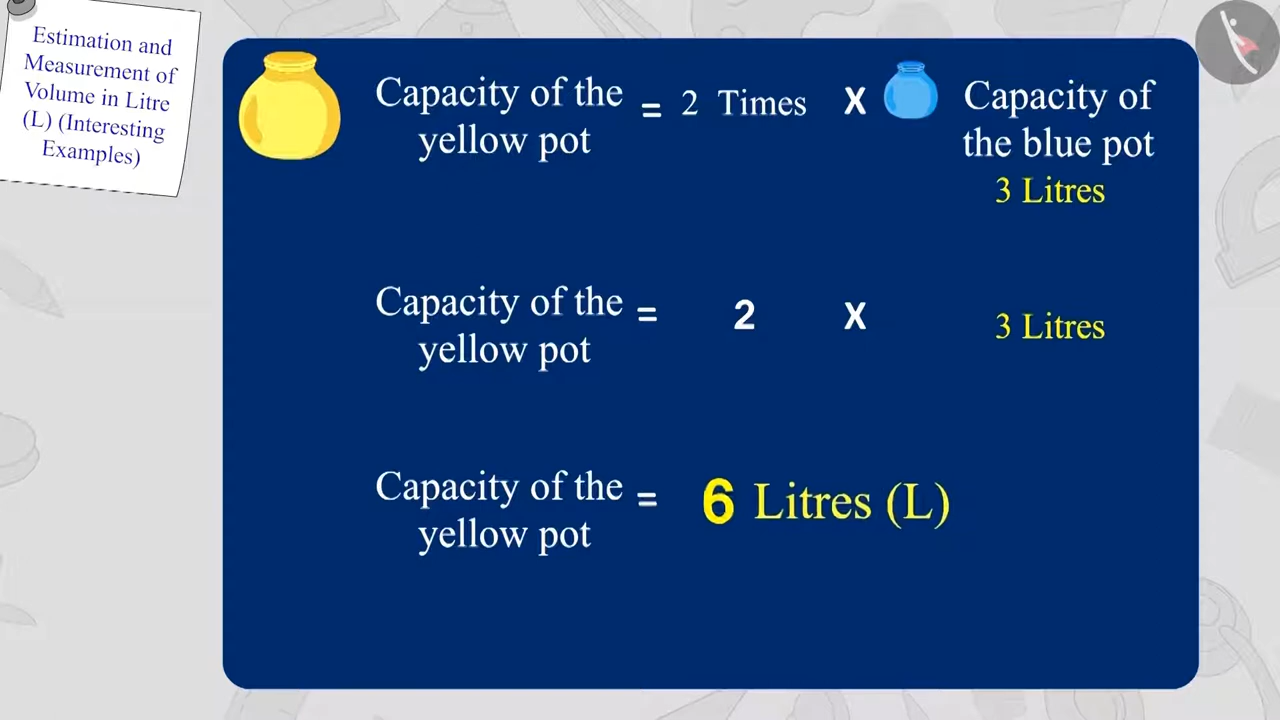 Estimation and
Measurement of
Volume in Litre
(L) (Interesting
Examples)
Capacity of the
yellow pot
= 2 Times X
Capacity of
the blue pot
3 Litres
Capacity of the
yellow pot
= 2 X 3 Litres
Capacity of the
yellow pot
= 6 Litres (L)